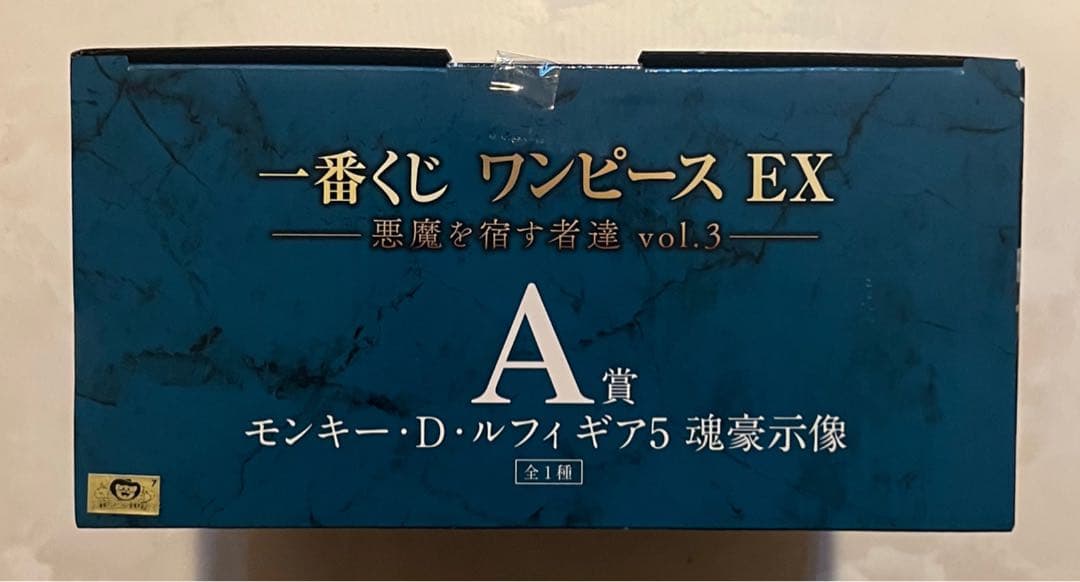 一番くじ ワンピース EX
悪魔を宿す者達 vol.3
A賞
モンキー・D・ルフィ ギア5 魂豪示像
全1種